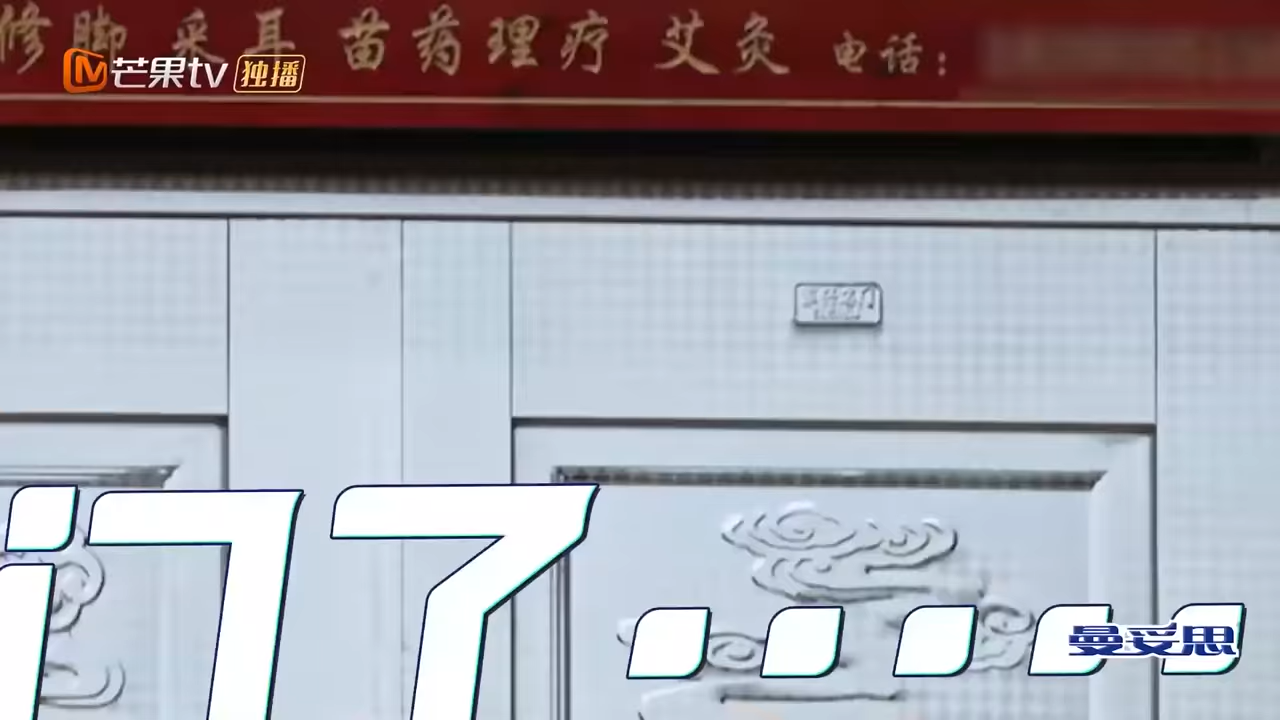 修脚 采耳 苗药理疗 艾灸 电话：
芒果tv 独播
门了……
曼妥思